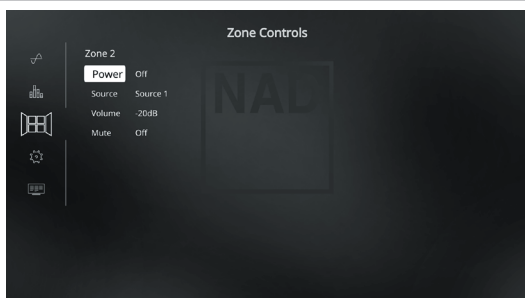 Zone Controls
Zone 2
Power Off
Source Source 1
Volume -20dB
Mute Off
NAD